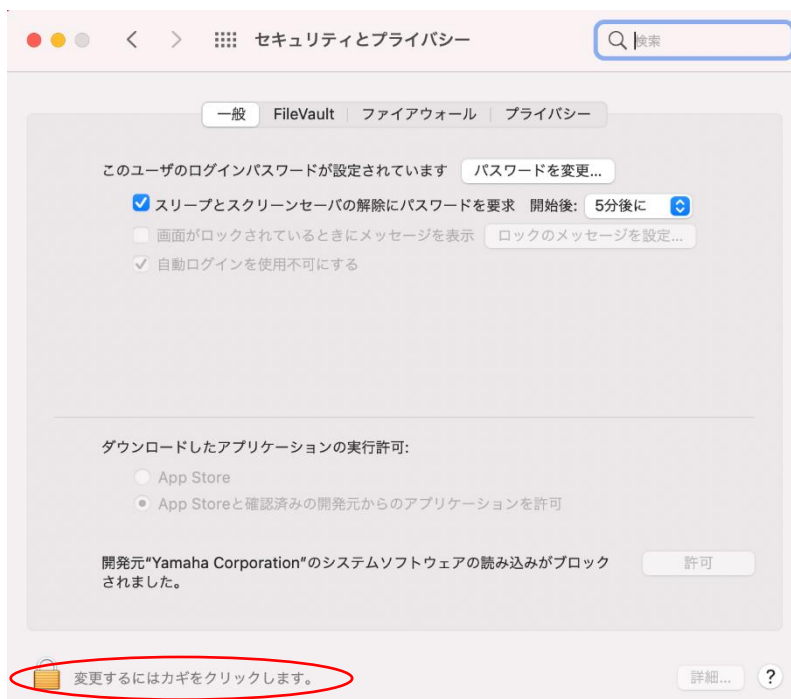 セキュリティとプライバシー
検索
一般 FileVault ファイアウォール プライバシー
このユーザのログインパスワードが設定されています パスワードを変更...
スリープとスクリーンセーバの解除にパスワードを要求 開始後: 5分後に
画面がロックされているときにメッセージを表示 ロックのメッセージを設定...
自動ログインを使用不可にする
ダウンロードしたアプリケーションの実行許可:
App Store
App Storeと確認済みの開発元からのアプリケーションを許可
開発元"Yamaha Corporation"のシステムソフトウェアの読み込みがブロック
されました。
許可
変更するにはカギをクリックします。
詳細... ?